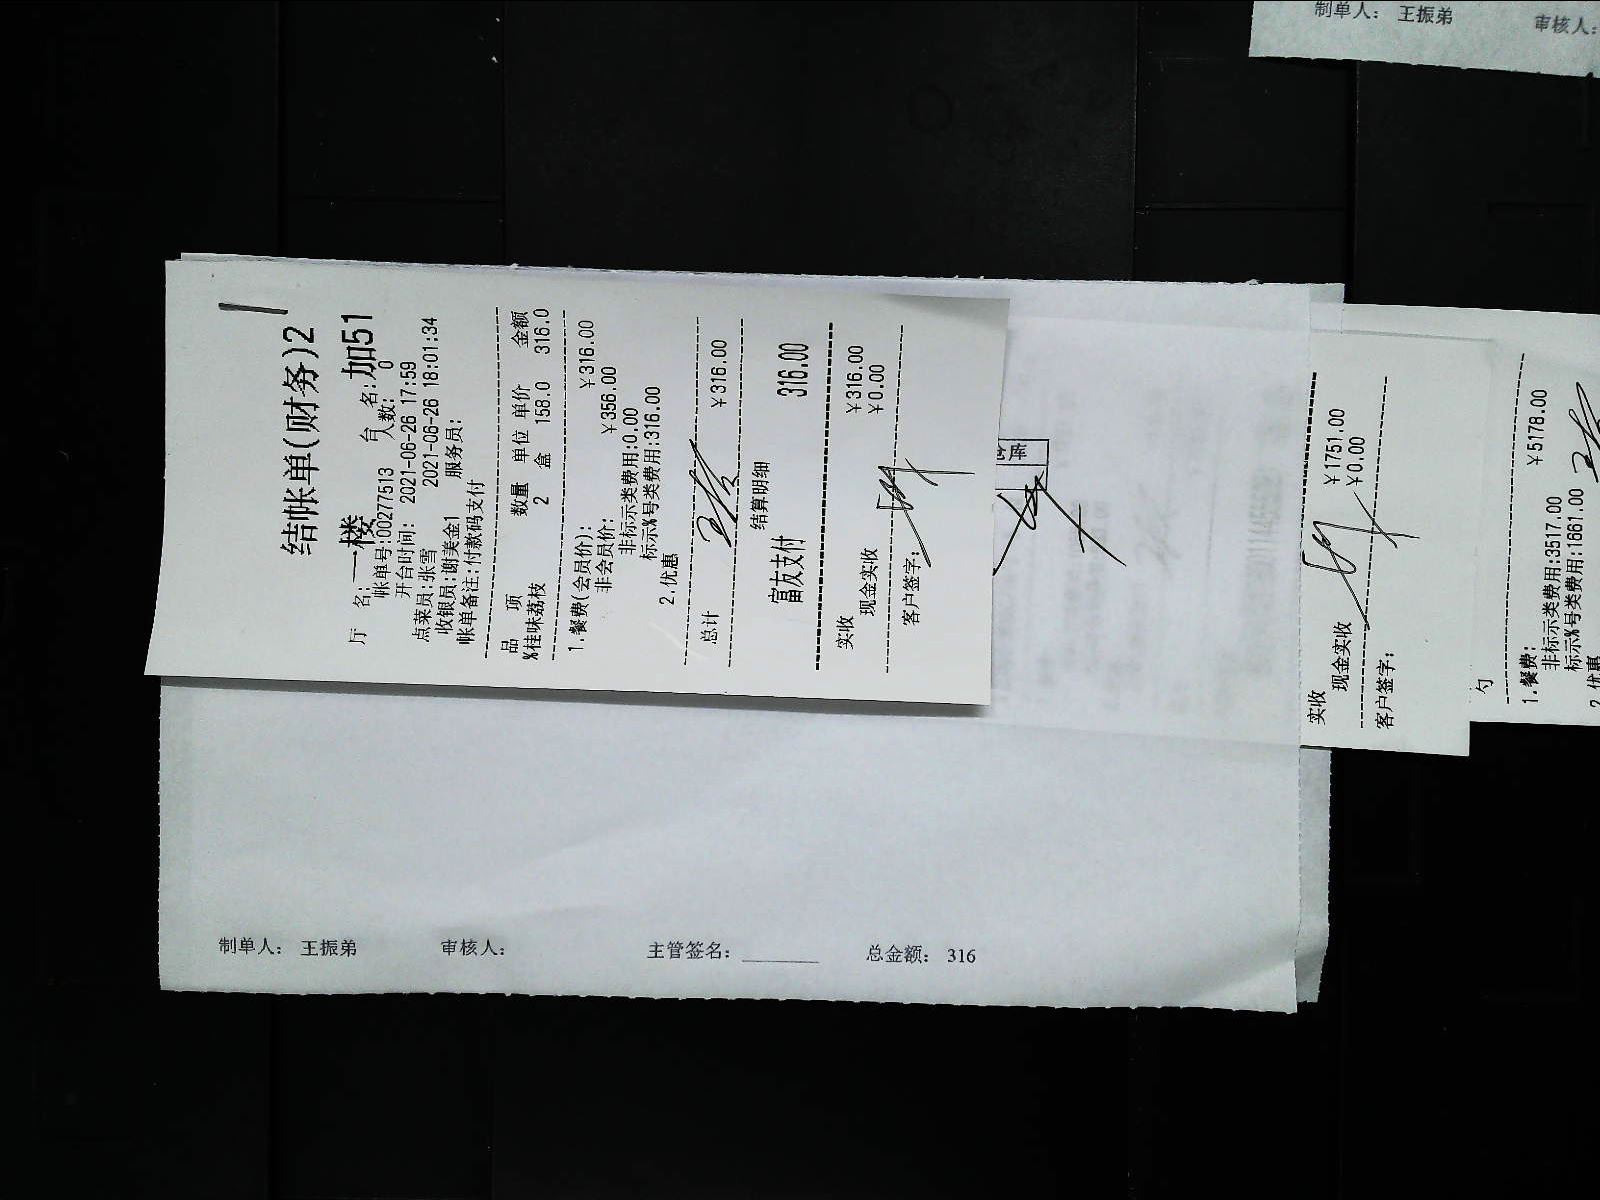 结帐单(财务)2
厅 名:一楼 台 名:加51
帐单号:00277513 人数: 0
开台时间: 2021-06-26 17:59
点菜员:张雪 2021-06-26 18:01:34
收银员:谢美金1 服务员:
帐单备注:付款码支付
品 项 数量 单位 单价 金额
%桂味荔枝 2 盒 158.0 316.0
1.餐费(会员价): ¥316.00
非会员价: ¥356.00
非标示类费用:0.00
标示%号类费用:316.00
2.优惠
总计 ¥316.00
结算明细
富友支付 316.00
实收 ¥316.00
现金实收 ¥0.00
客户签字:
制单人: 王振弟 审核人: 主管签名: 总金额: 316
仓库
实收 ¥1751.00
现金实收 ¥0.00
客户签字:
勺
1.餐费: ¥5178.00
非标示类费用:3517.00
标示%号类费用:1661.00
2.优惠
制单人: 王振弟 审核人: